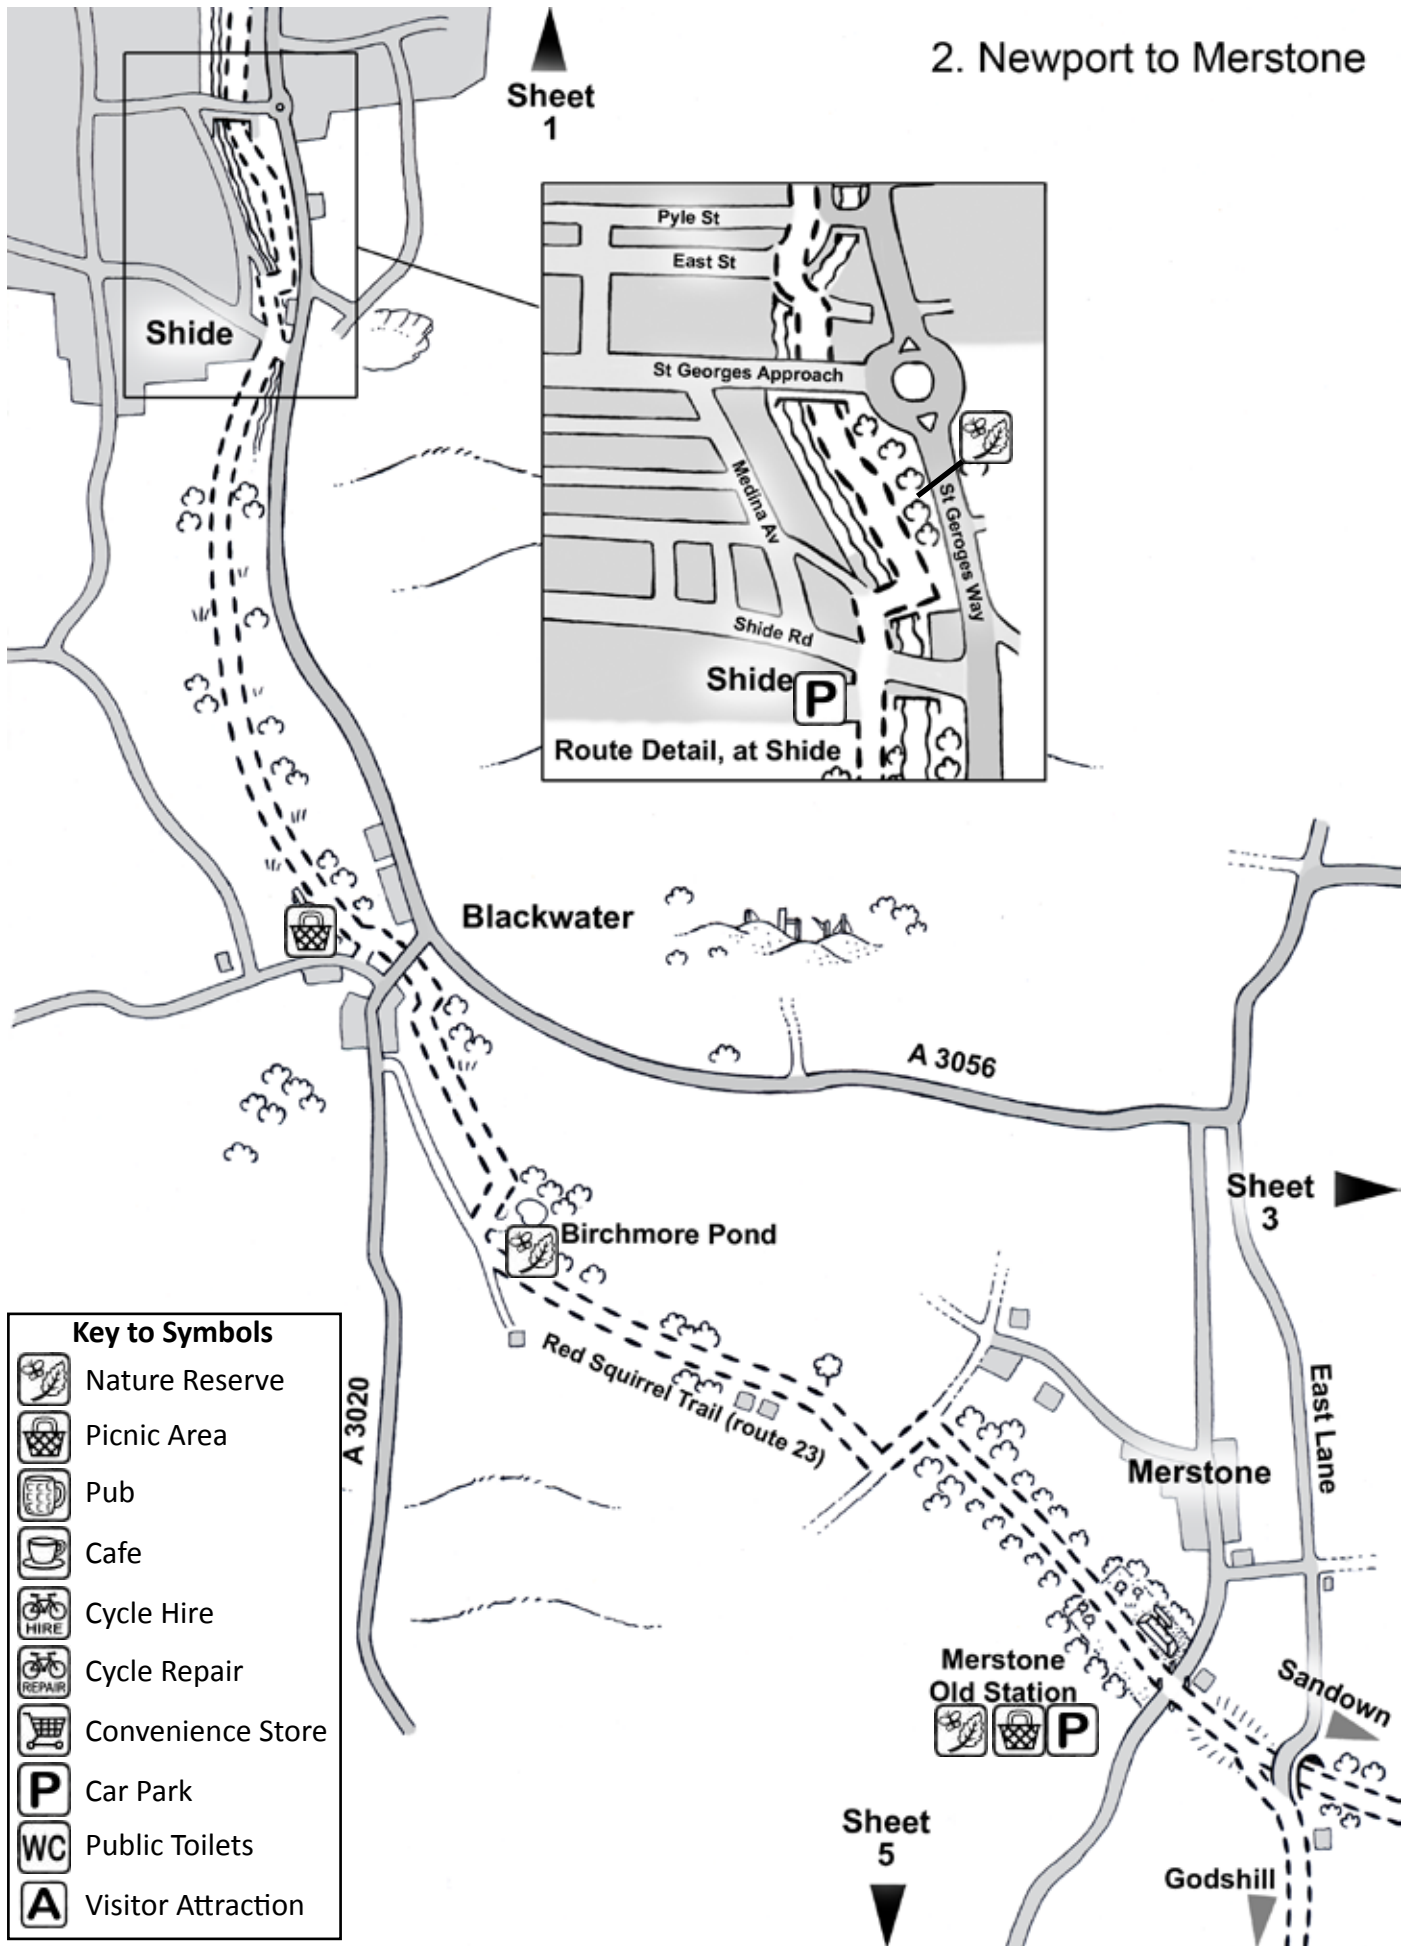 2. Newport to Merstone
Sheet
1
Pyle St
East St
St Georges Approach
Medina Av
St Geroges Way
Shide Rd
Shide
P
Route Detail, at Shide
Shide
Blackwater
A 3056
Sheet
3
Birchmore Pond
Red Squirrel Trail (route 23)
A 3020
East Lane
Merstone
Merstone
Old Station
P
Sandown
Godshill
Sheet
5
Key to Symbols
Nature Reserve
Picnic Area
Pub
Cafe
HIRE
Cycle Hire
REPAIR
Cycle Repair
Convenience Store
P
Car Park
WC
Public Toilets
A
Visitor Attraction